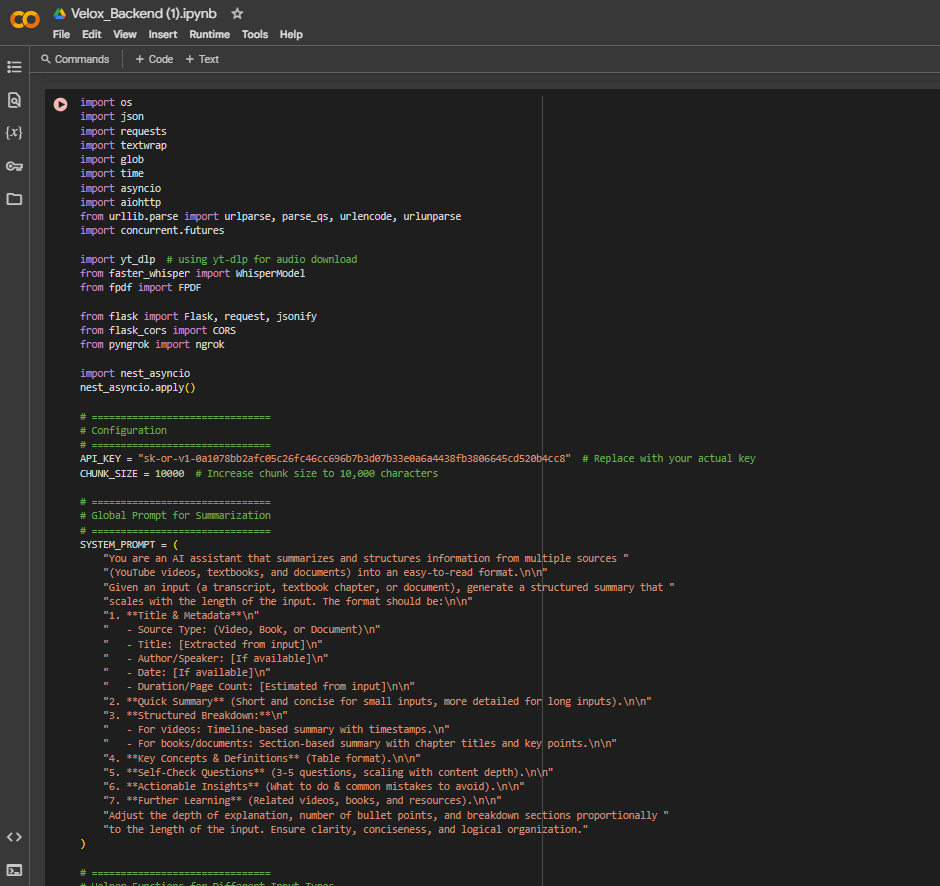 Velox_Backend (1).ipynb
File Edit View Insert Runtime Tools Help
Commands + Code + Text
import os
import json
import requests
import textwrap
import glob
import time
import asyncio
import aiohttp
from urllib.parse import urlparse, parse_qs, urlencode, urlunparse
import concurrent.futures

import yt_dlp  # using yt-dlp for audio download
from faster_whisper import WhisperModel
from fpdf import FPDF

from flask import Flask, request, jsonify
from flask_cors import CORS
from pyngrok import ngrok

import nest_asyncio
nest_asyncio.apply()

# ===============================
# Configuration
# ===============================
API_KEY = "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"  # Replace with your actual key
CHUNK_SIZE = 10000  # Increase chunk size to 10,000 characters

# ===============================
# Global Prompt for Summarization
# ===============================
SYSTEM_PROMPT = (
    "You are an AI assistant that summarizes and structures information from multiple sources "
    "(YouTube videos, textbooks, and documents) into an easy-to-read format.\n\n"
    "Given an input (a transcript, textbook chapter, or document), generate a structured summary that "
    "scales with the length of the input. The format should be:\n\n"
    "1. **Title & Metadata**\n"
    "   - Source Type: (Video, Book, or Document)\n"
    "   - Title: [Extracted from input]\n"
    "   - Author/Speaker: [If available]\n"
    "   - Date: [If available]\n"
    "   - Duration/Page Count: [Estimated from input]\n\n"
    "2. **Quick Summary** (Short and concise for small inputs, more detailed for long inputs).\n\n"
    "3. **Structured Breakdown:**\n"
    "   - For videos: Timeline-based summary with timestamps.\n"
    "   - For books/documents: Section-based summary with chapter titles and key points.\n\n"
    "4. **Key Concepts & Definitions** (Table format).\n\n"
    "5. **Self-Check Questions** (3-5 questions, scaling with content depth).\n\n"
    "6. **Actionable Insights** (What to do & common mistakes to avoid).\n\n"
    "7. **Further Learning** (Related videos, books, and resources).\n\n"
    "Adjust the depth of explanation, number of bullet points, and breakdown sections proportionally "
    "to the length of the input. Ensure clarity, conciseness, and logical organization."
)

# ===============================
# Helper Functions for Different Input Types